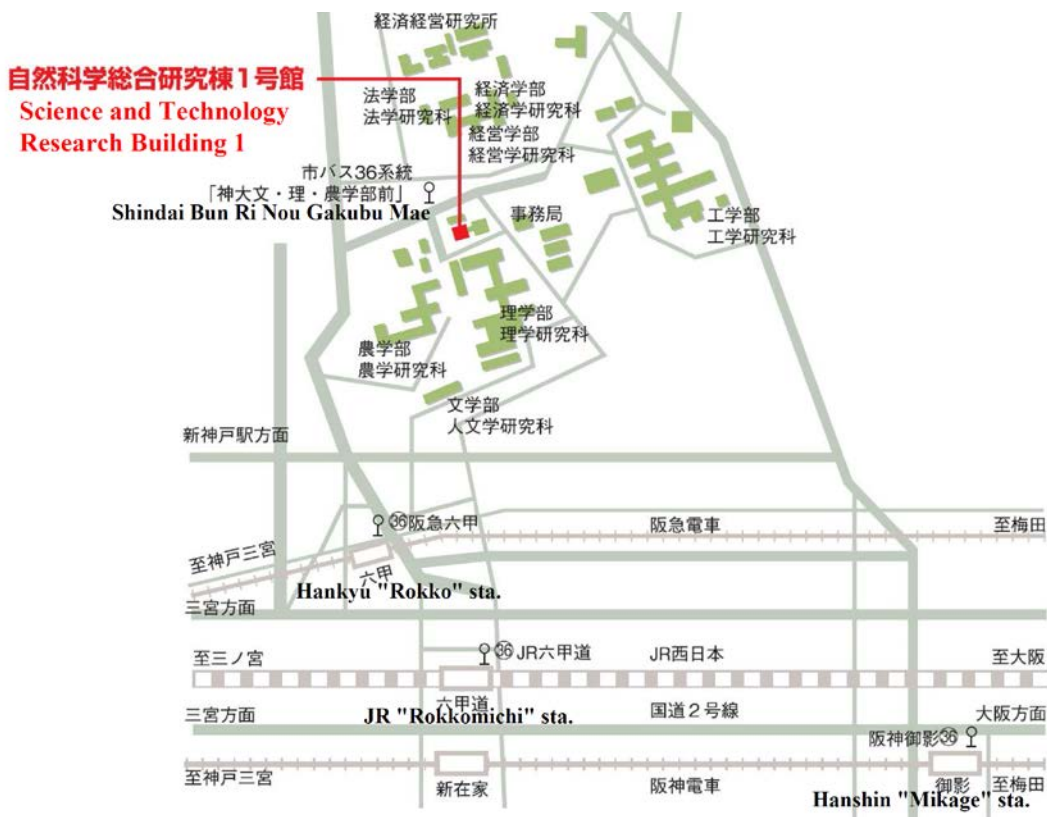 経済経営研究所
自然科学総合研究棟1号館
Science and Technology
Research Building 1
法学部
法学研究科
経済学部
経済学研究科
経営学部
経営学研究科
市バス36系統
「神大文・理・農学部前」
Shindai Bun Ri Nou Gakubu Mae
事務局
工学部
工学研究科
理学部
理学研究科
農学部
農学研究科
文学部
人文学研究科
新神戸駅方面
㊱阪急六甲
阪急電車
至梅田
至神戸三宮
六甲
Hankyu "Rokko" sta.
三宮方面
㊱JR六甲道
至三ノ宮
JR西日本
至大阪
六甲道
JR "Rokkomichi" sta.
三宮方面
国道2号線
大阪方面
阪神御影㊱
至神戸三宮
新在家
阪神電車
御影
至梅田
Hanshin "Mikage" sta.